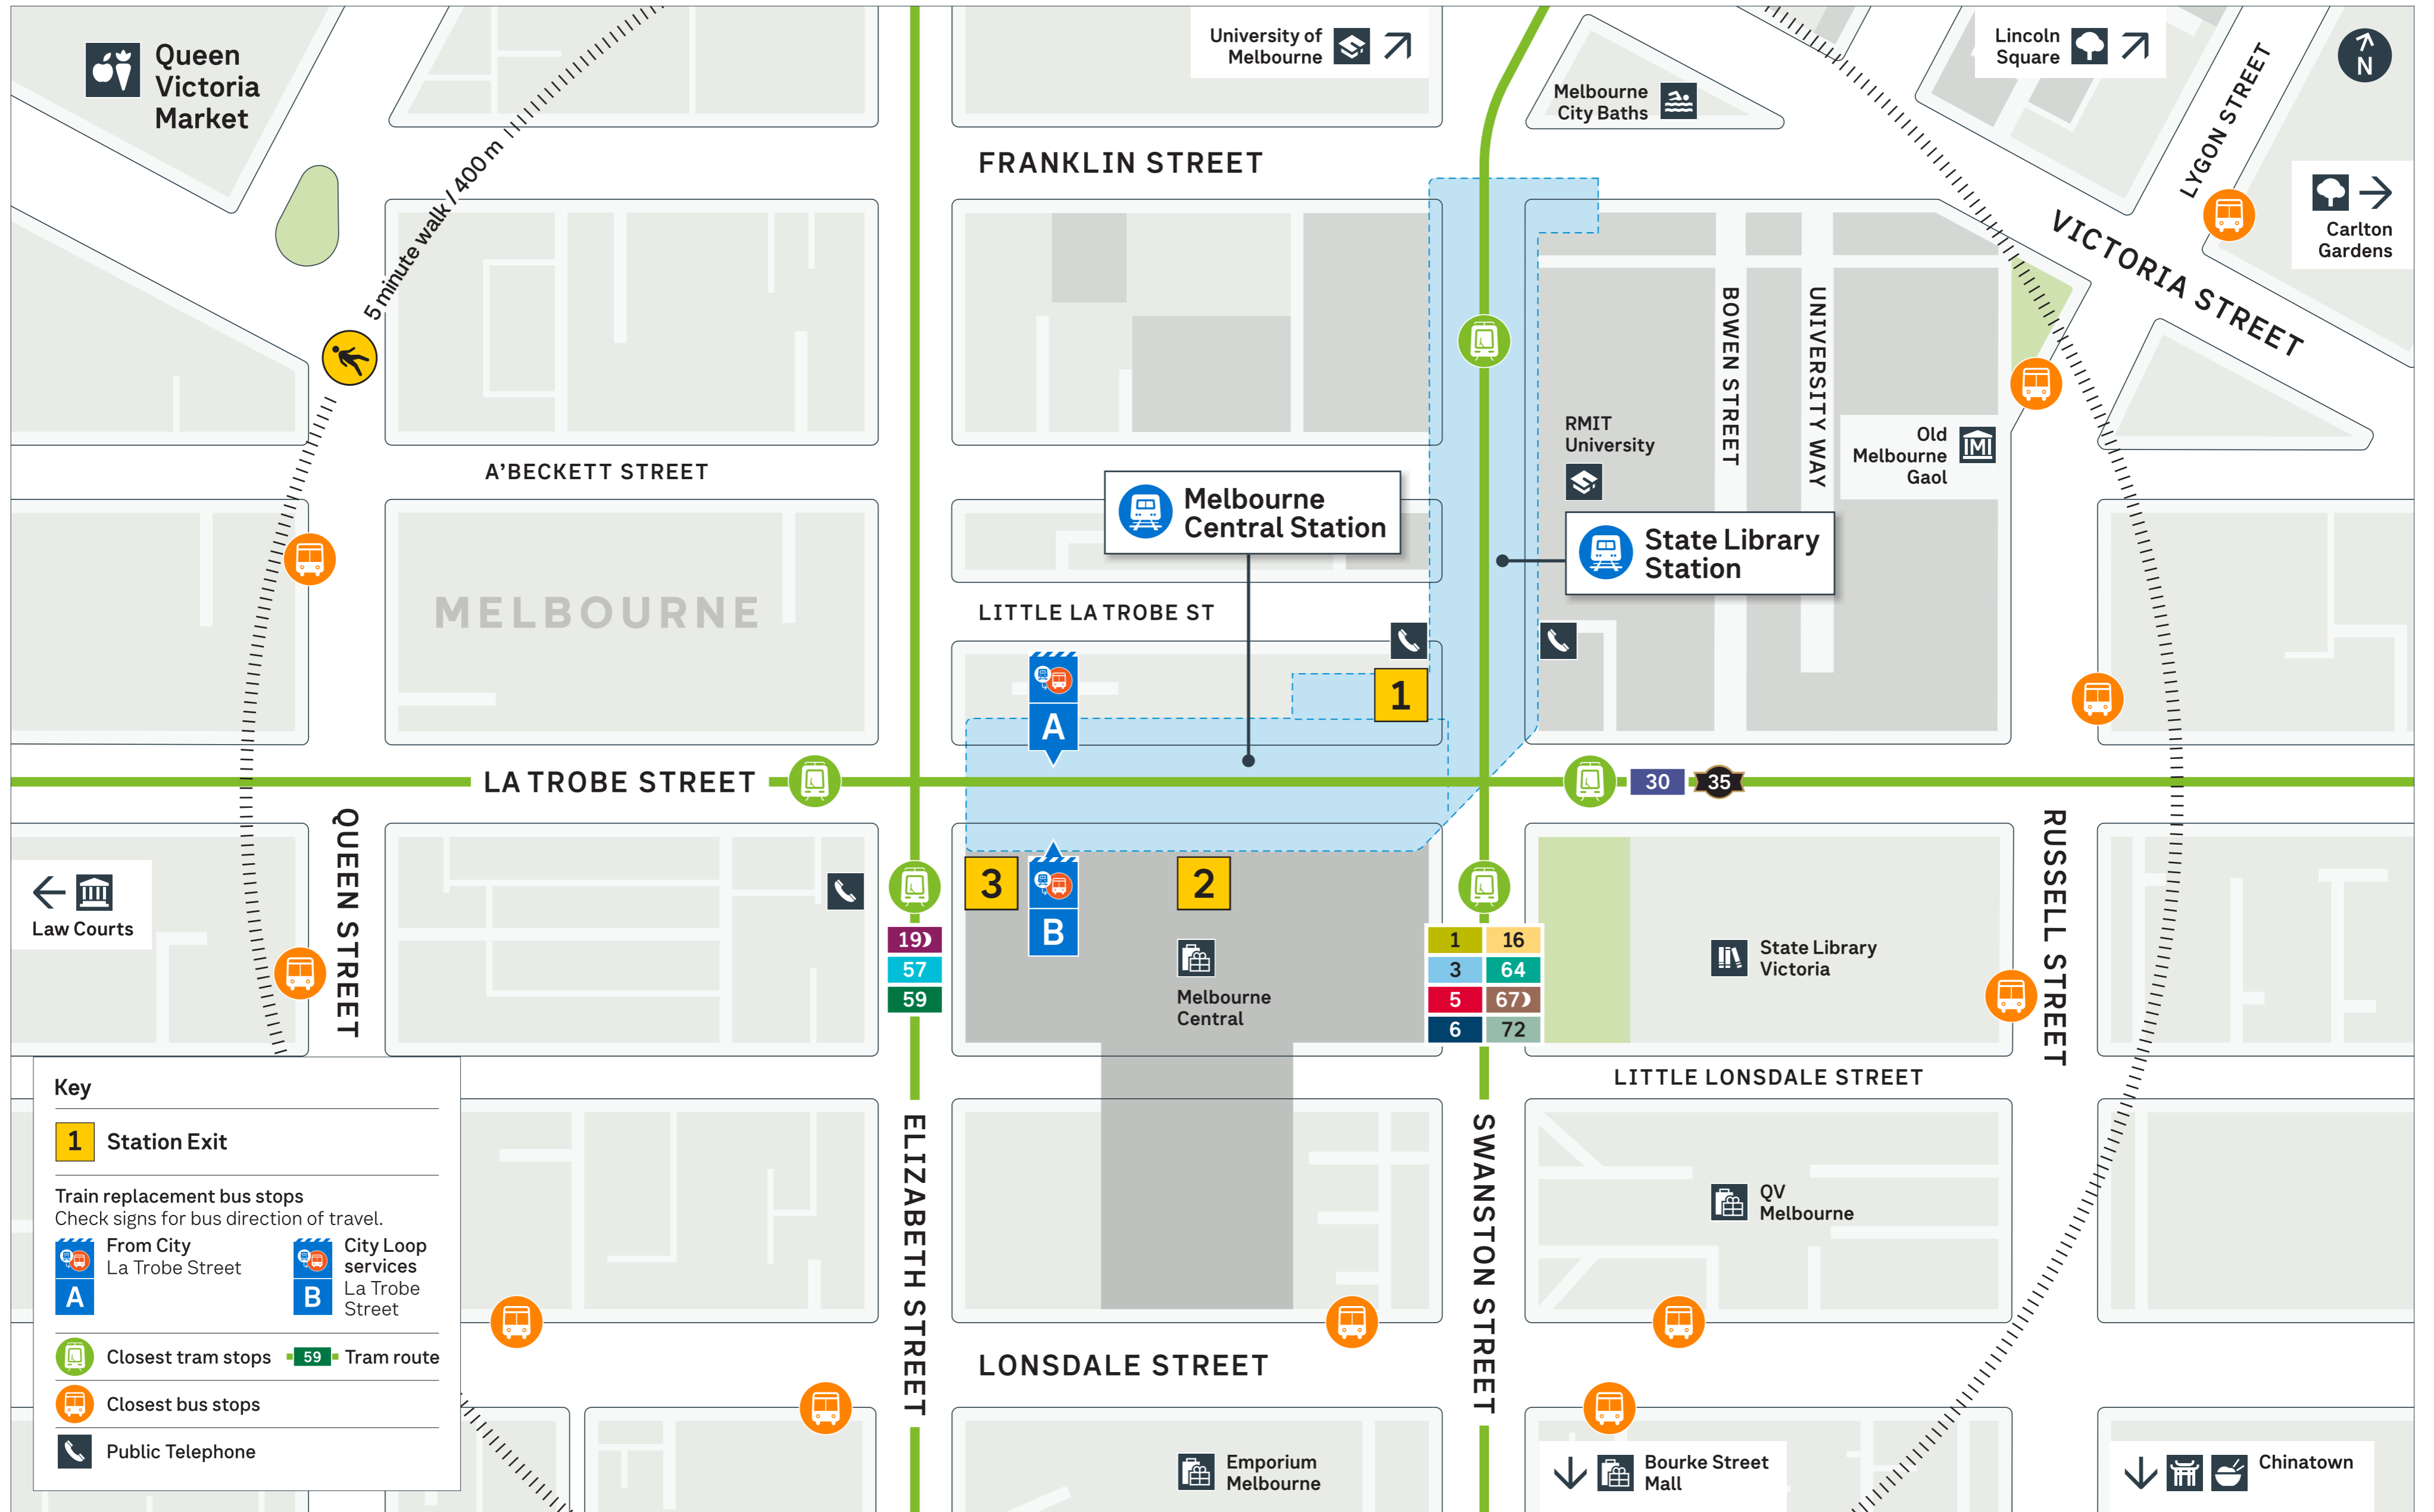 Queen
Victoria
Market
University of
Melbourne
Melbourne
City Baths
Lincoln
Square
N
LYGON STREET
Carlton
Gardens
VICTORIA STREET
FRANKLIN STREET
5 minute walk / 400m
BOWEN STREET
UNIVERSITY WAY
RMIT
University
Old
Melbourne
Gaol
A'BECKETT STREET
Melbourne
Central Station
State Library
Station
MELBOURNE
LITTLE LA TROBE ST
1
A
LA TROBE STREET
30
35
QUEEN STREET
RUSSELL STREET
Law Courts
3
B
2
19
57
59
Melbourne
Central
1 16
3 64
5 67
6 72
State Library
Victoria
LITTLE LONSDALE STREET
ELIZABETH STREET
SWANSTON STREET
QV
Melbourne
LONSDALE STREET
Emporium
Melbourne
Bourke Street
Mall
Chinatown
Key
1 Station Exit
Train replacement bus stops
Check signs for bus direction of travel.
A
From City
La Trobe Street
B
City Loop
services
La Trobe
Street
Closest tram stops
59 Tram route
Closest bus stops
Public Telephone